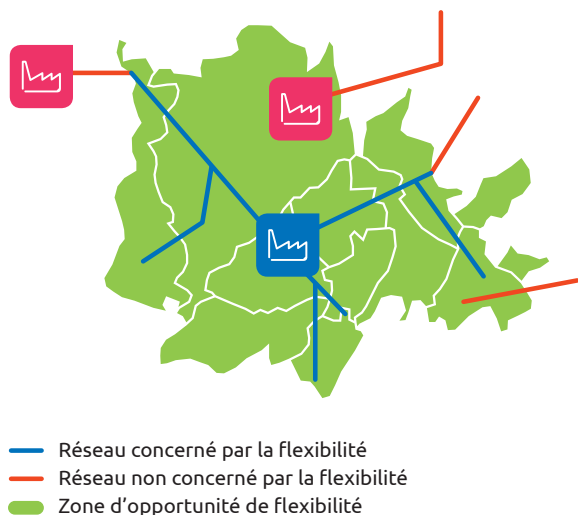 Réseau concerné par la flexibilité
Réseau non concerné par la flexibilité
Zone d'opportunité de flexibilité